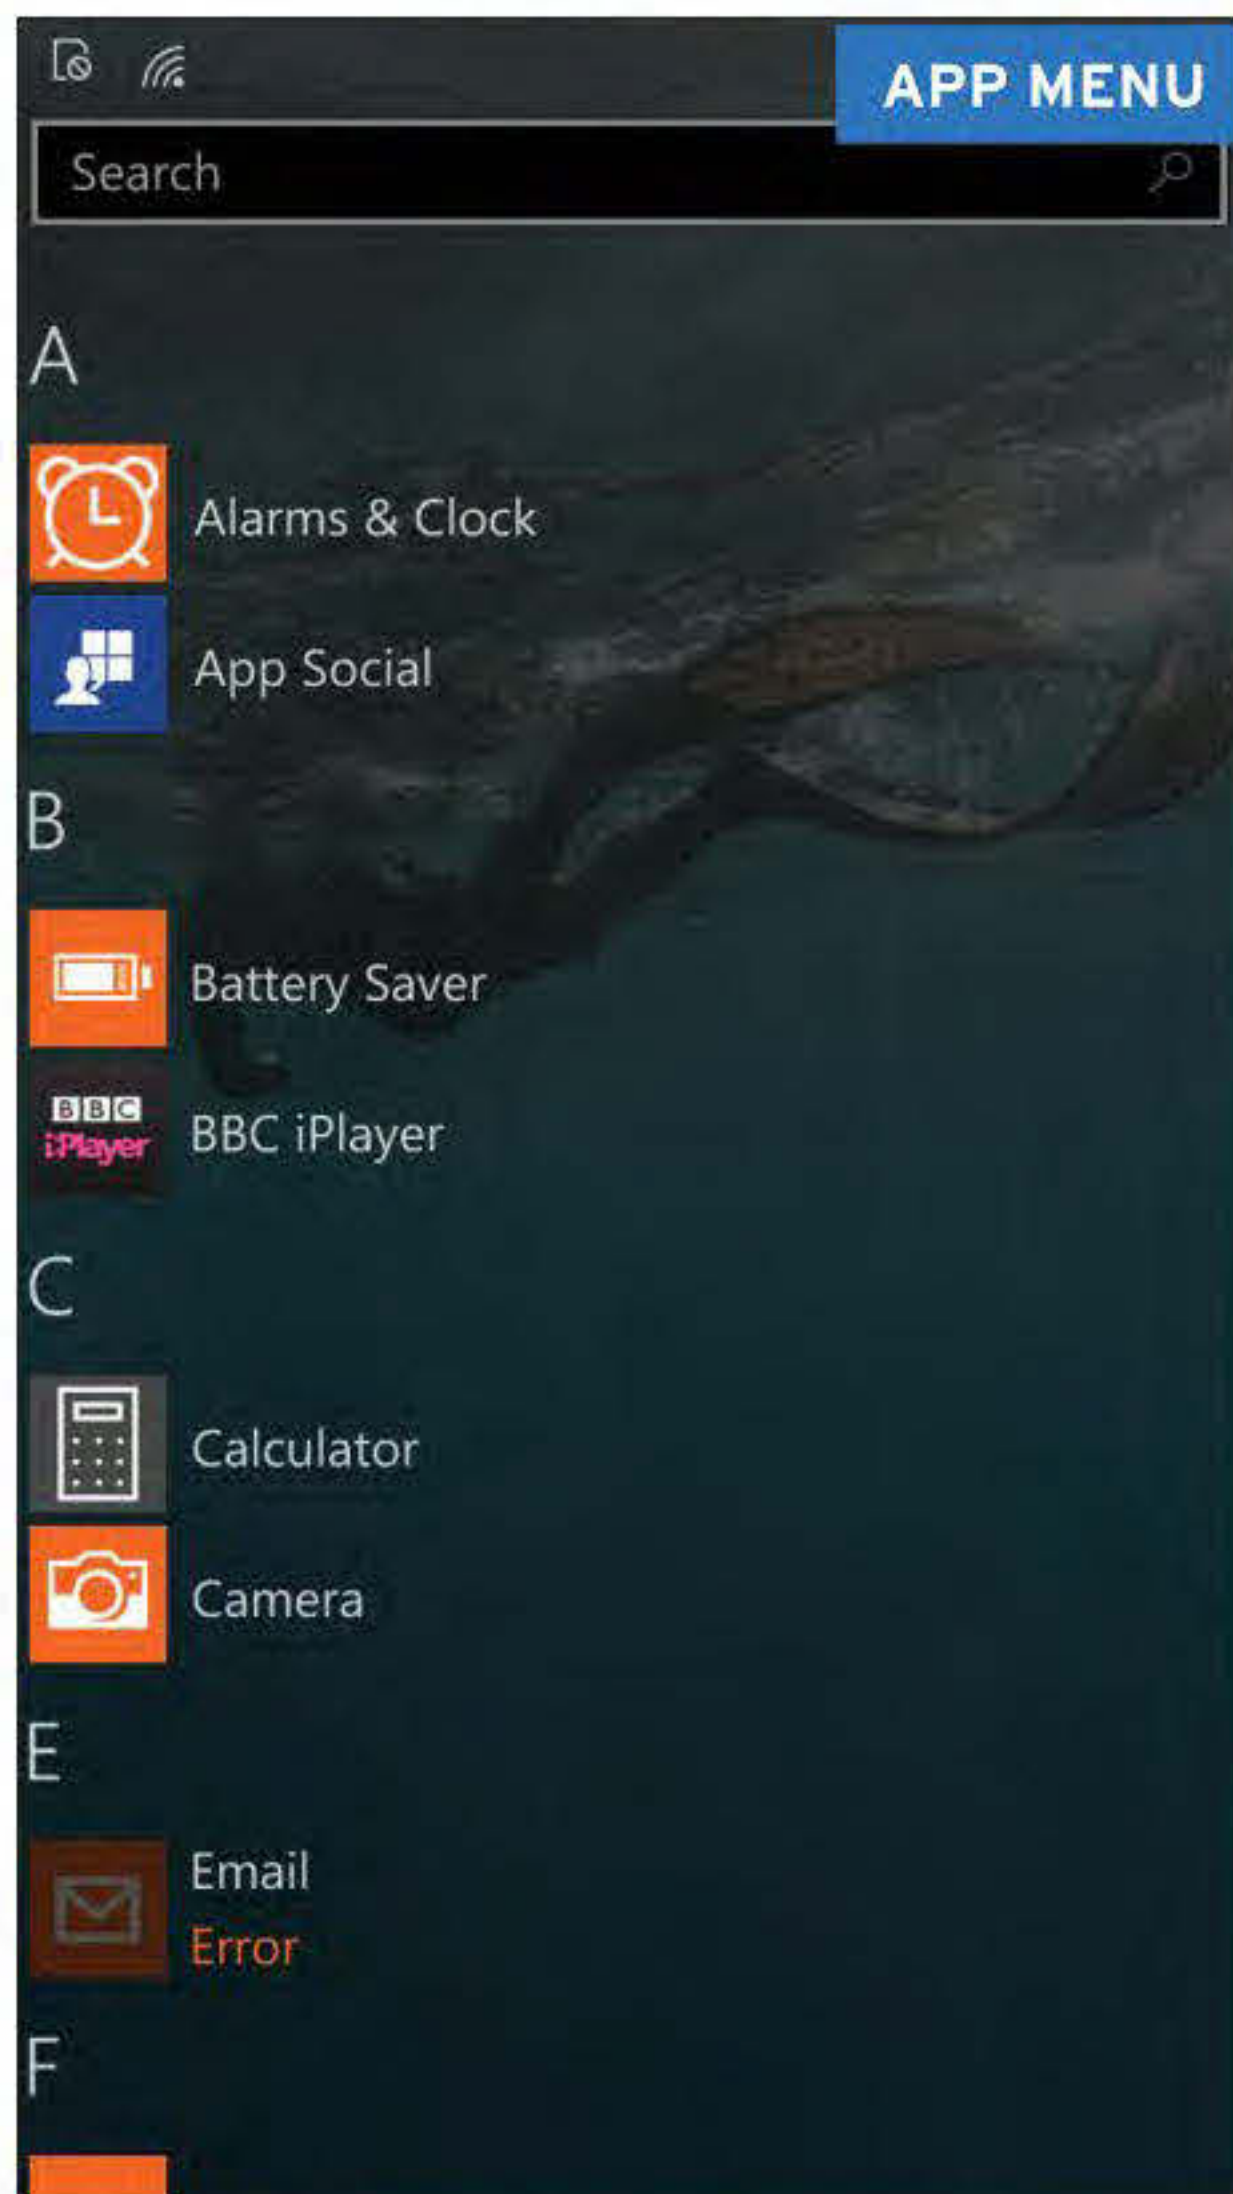 APP MENU
Search
A
Alarms & Clock
App Social
B
Battery Saver
BBC
iPlayer
BBC iPlayer
C
Calculator
Camera
E
Email
Error
F